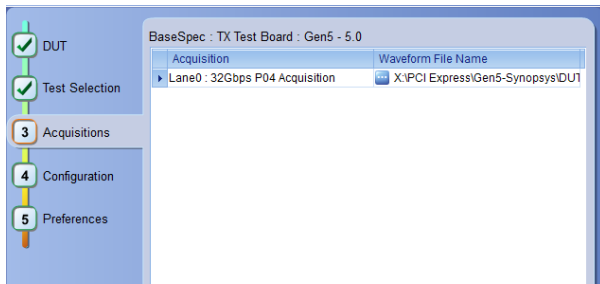 DUT
Test Selection
3 Acquisitions
4 Configuration
5 Preferences
BaseSpec : TX Test Board : Gen5 - 5.0
Acquisition Waveform File Name
Lane0 : 32Gbps P04 Acquisition ... X:\PCI Express\Gen5-Synopsys\DUT